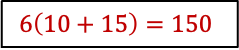 6(10 + 15) = 150